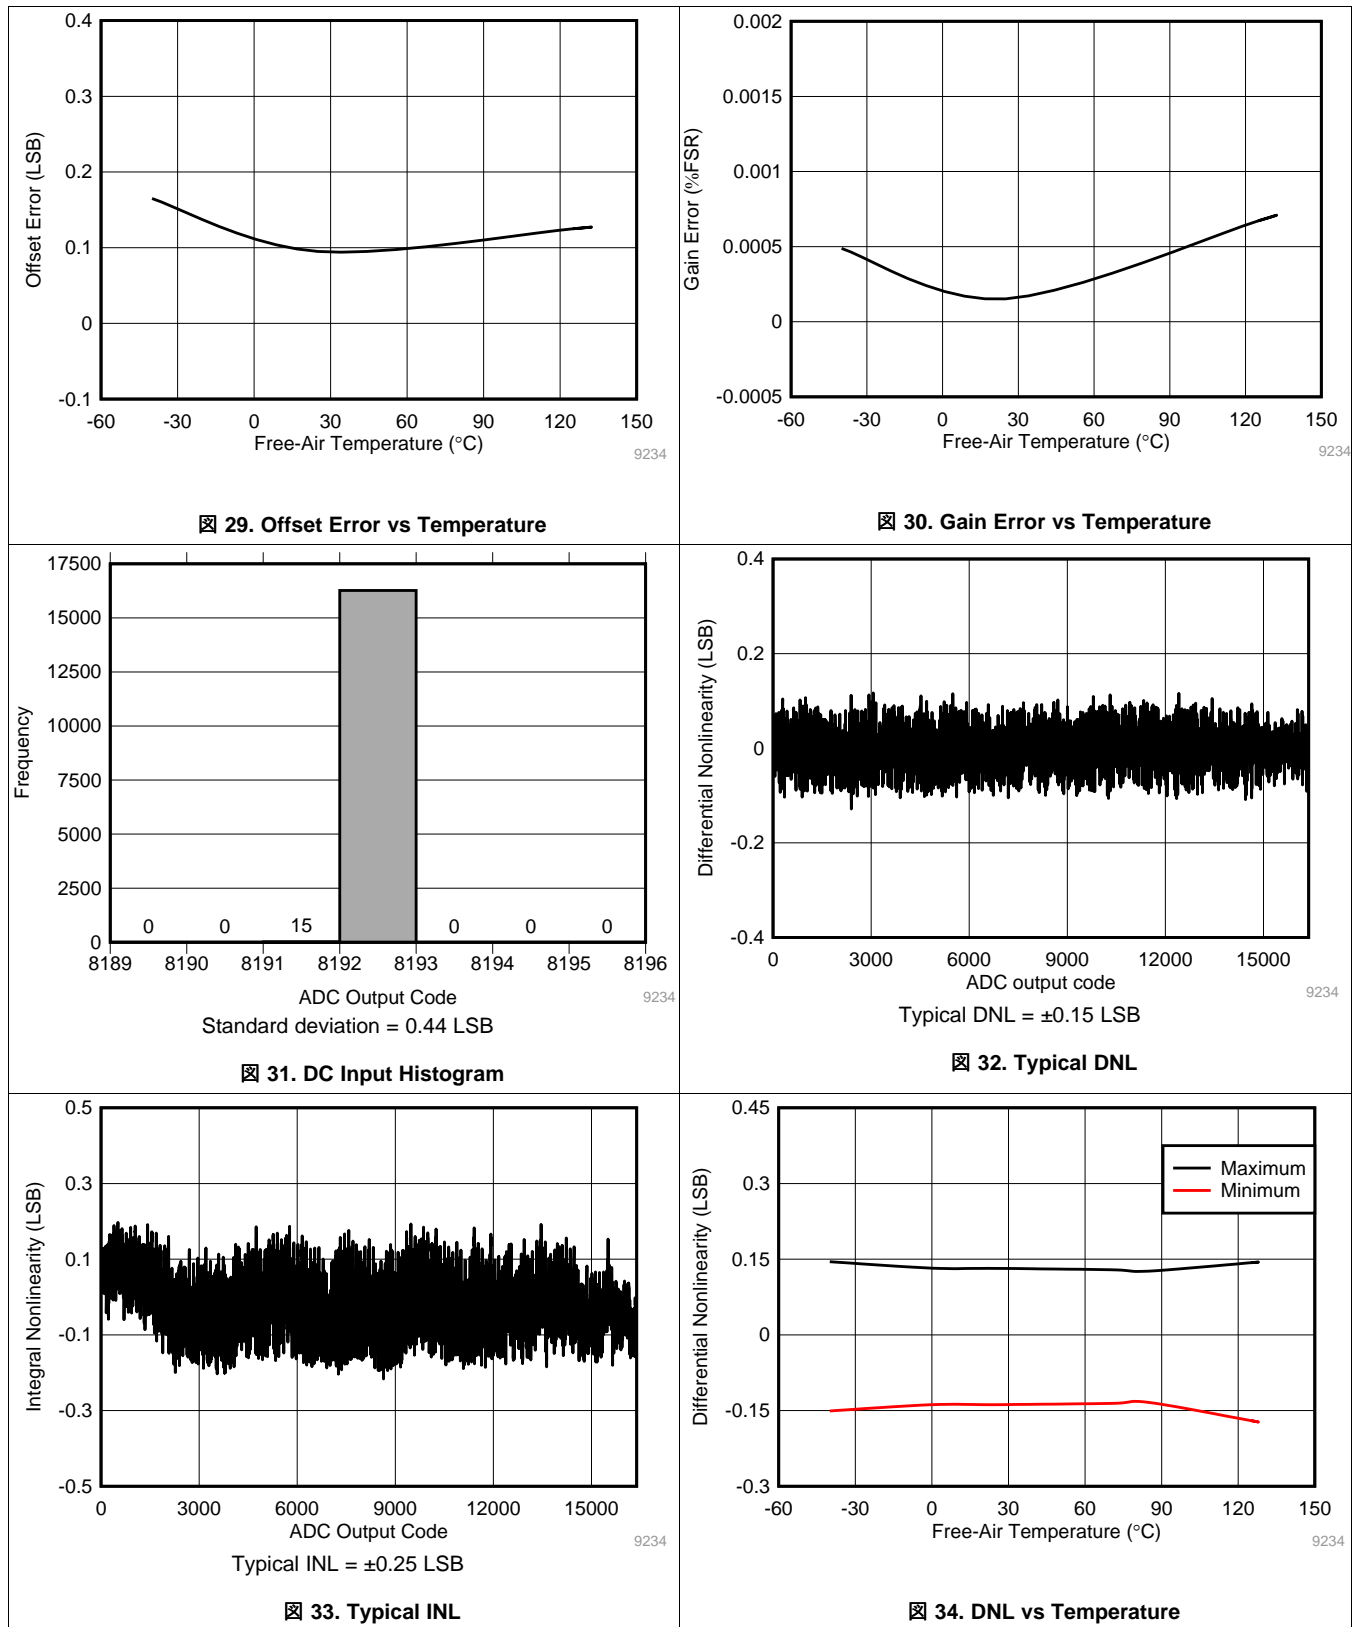 0.4
0.3
0.2
0.1
0
-0.1
Offset Error (LSB)
-60 -30 0 30 60 90 120 150
Free-Air Temperature (°C)
9234
図 29. Offset Error vs Temperature
0.002
0.0015
0.001
0.0005
0
-0.0005
Gain Error (%FSR)
-60 -30 0 30 60 90 120 150
Free-Air Temperature (°C)
9234
図 30. Gain Error vs Temperature
17500
15000
12500
10000
7500
5000
2500
0
Frequency
0 0 15 0 0 0
8189 8190 8191 8192 8193 8194 8195 8196
ADC Output Code
9234
Standard deviation = 0.44 LSB
図 31. DC Input Histogram
0.4
0.2
0
-0.2
-0.4
Differential Nonlinearity (LSB)
0 3000 6000 9000 12000 15000
ADC output code
9234
Typical DNL = ±0.15 LSB
図 32. Typical DNL
0.5
0.3
0.1
-0.1
-0.3
-0.5
Integral Nonlinearity (LSB)
0 3000 6000 9000 12000 15000
ADC Output Code
9234
Typical INL = ±0.25 LSB
図 33. Typical INL
0.45
0.3
0.15
0
-0.15
-0.3
Differential Nonlinearity (LSB)
Maximum
Minimum
-60 -30 0 30 60 90 120 150
Free-Air Temperature (°C)
9234
図 34. DNL vs Temperature